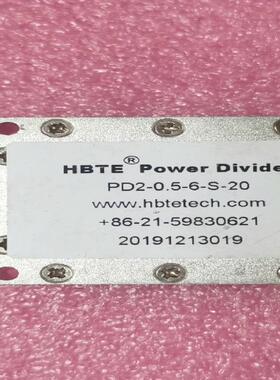 HBTE® Power Divide
PD2-0.5-6-S-20
www.hbtetech.com
+86-21-59830621
20191213019